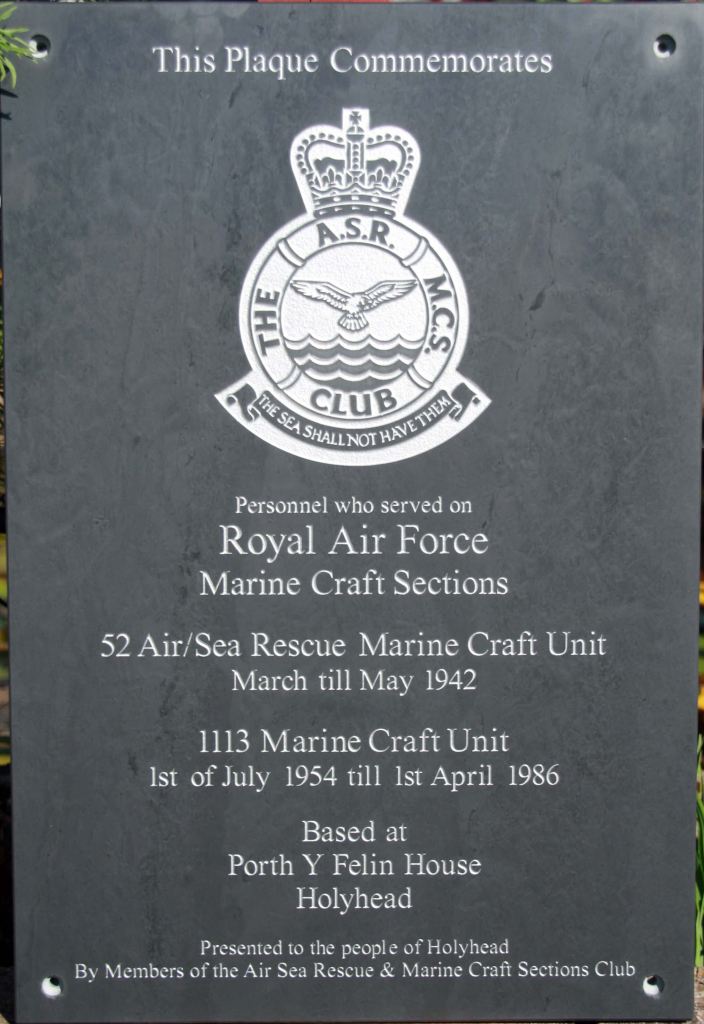 This Plaque Commemorates
A.S.R.
THE
M.C.S.
CLUB
THE SEA SHALL NOT HAVE THEM
Personnel who served on
Royal Air Force
Marine Craft Sections
52 Air/Sea Rescue Marine Craft Unit
March till May 1942
1113 Marine Craft Unit
1st of July 1954 till 1st April 1986
Based at
Porth Y Felin House
Holyhead
Presented to the people of Holyhead
By Members of the Air Sea Rescue & Marine Craft Sections Club